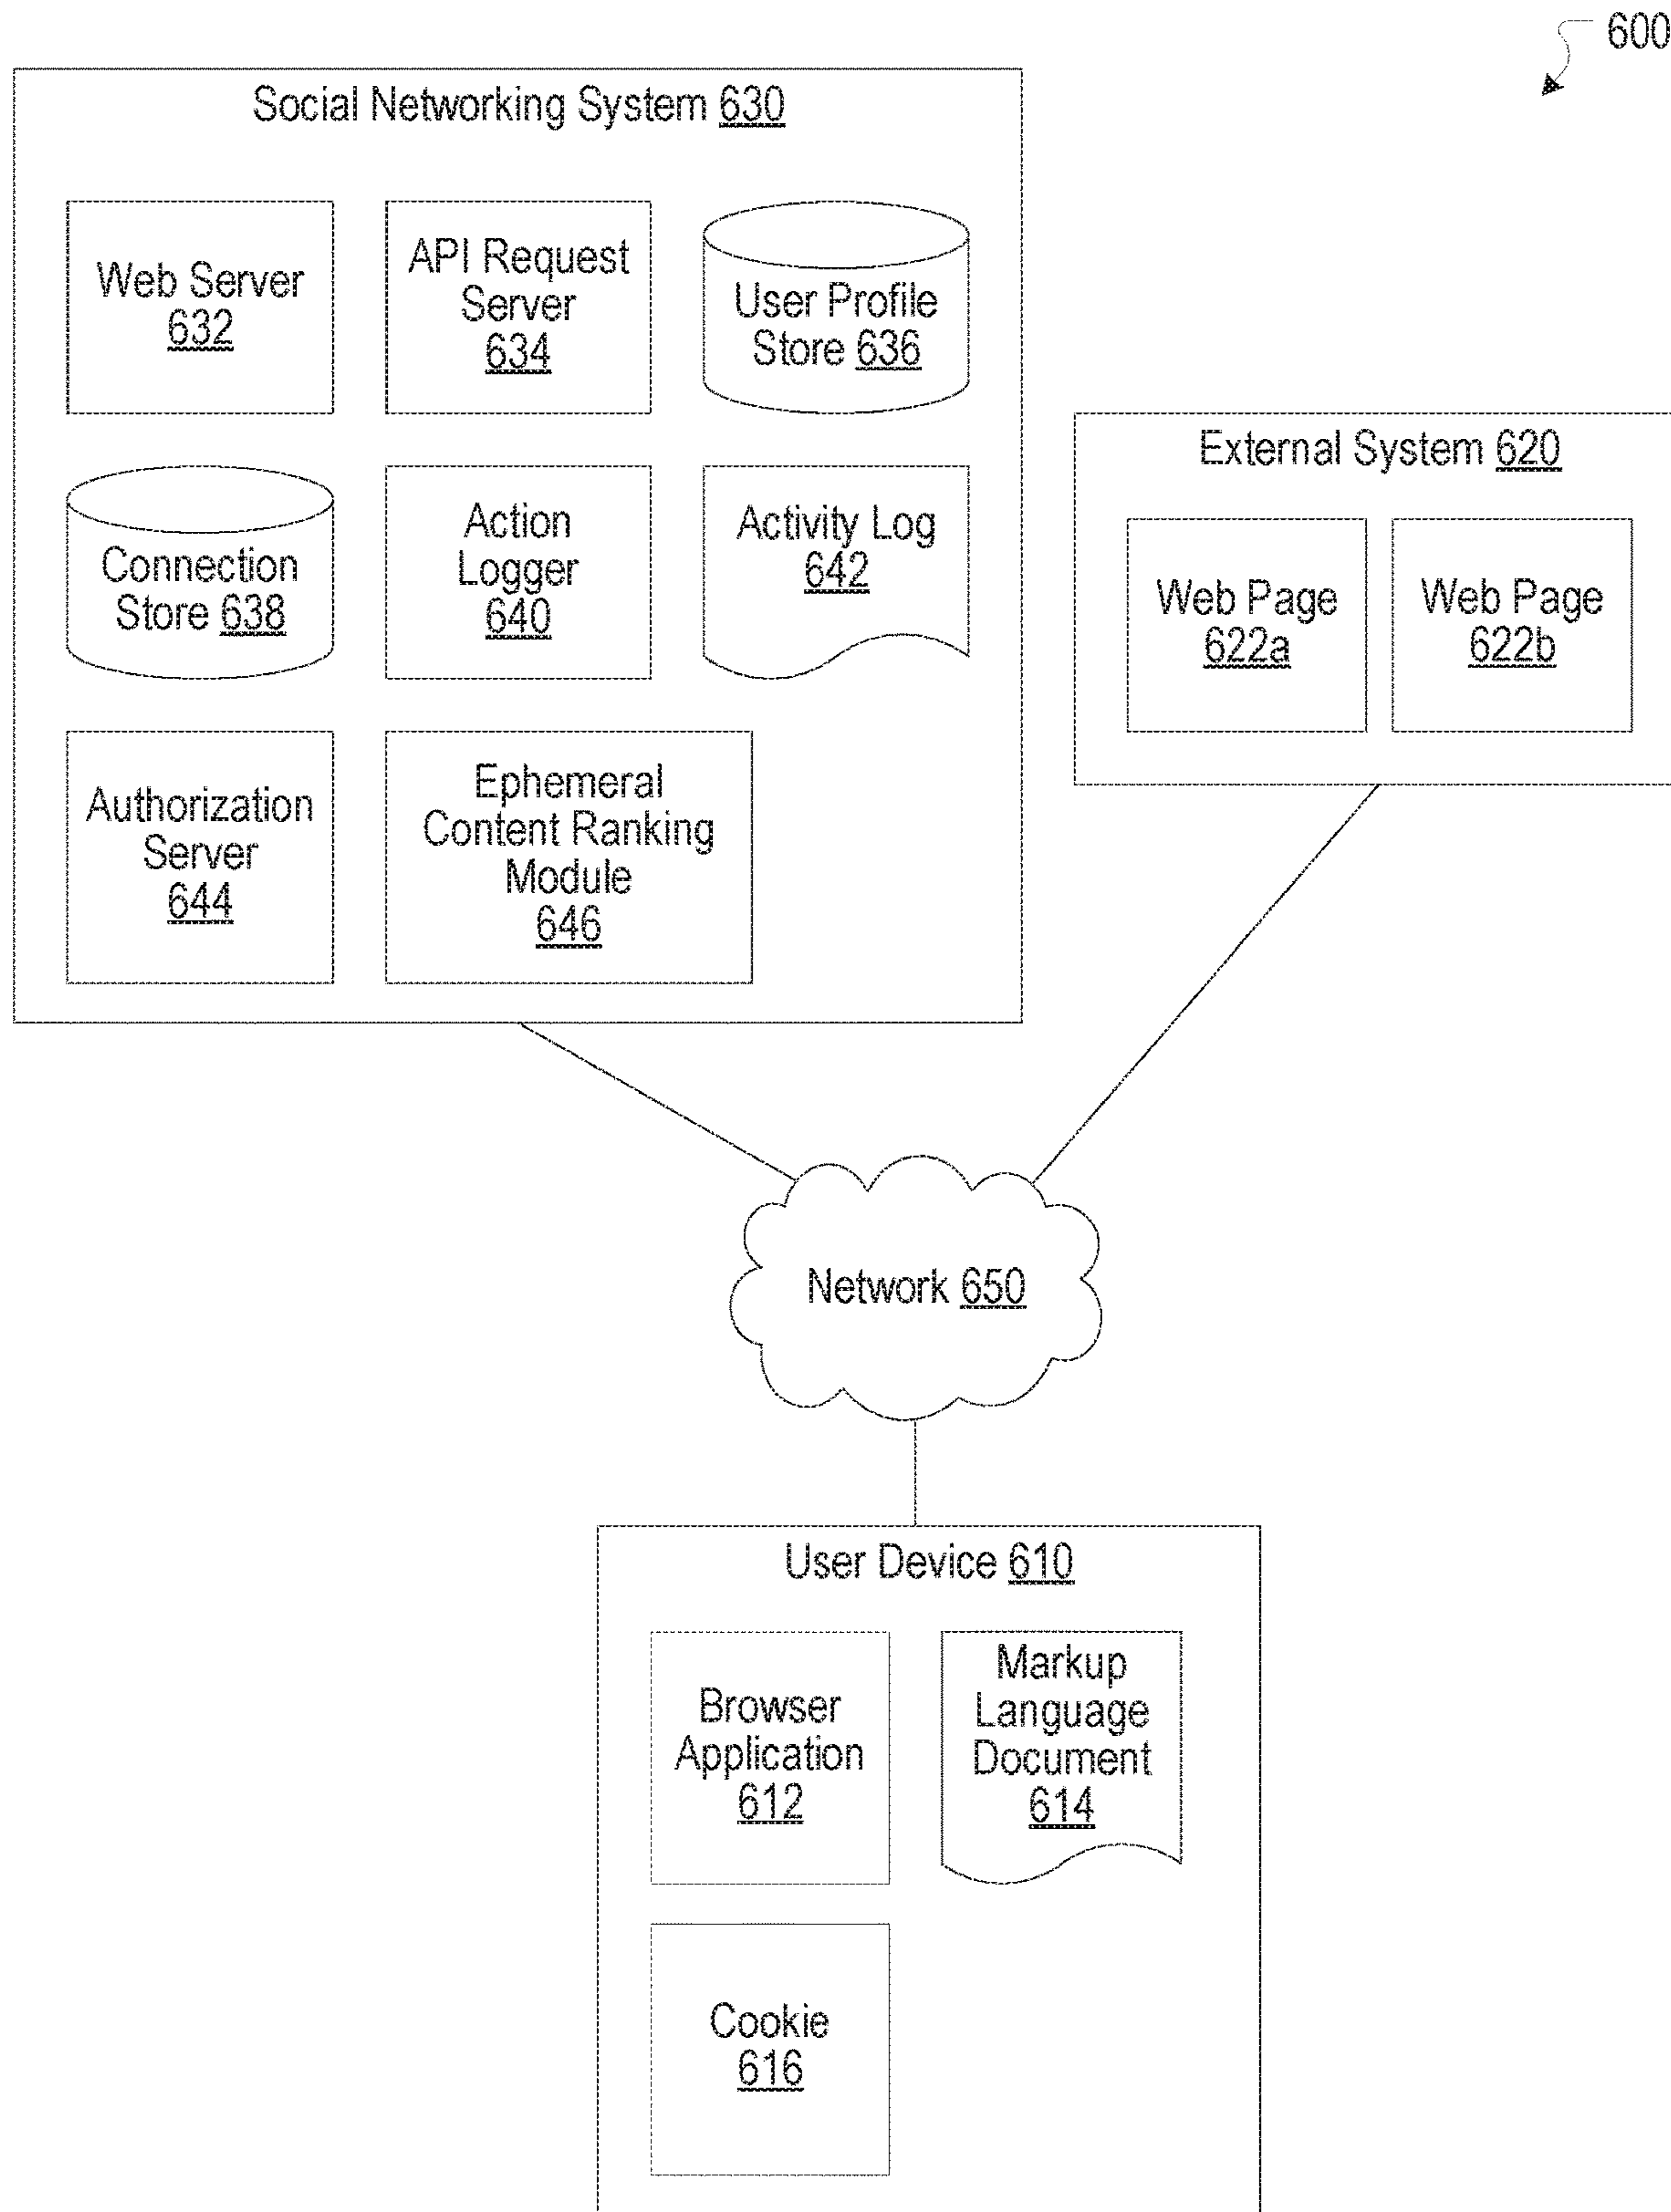 600
Social Networking System 630
Web Server
632
API Request
Server
634
User Profile
Store 636
Connection
Store 638
Action
Logger
640
Activity Log
642
Authorization
Server
644
Ephemeral
Content Ranking
Module
646
External System 620
Web Page
622a
Web Page
622b
Network 650
User Device 610
Browser
Application
612
Markup
Language
Document
614
Cookie
616